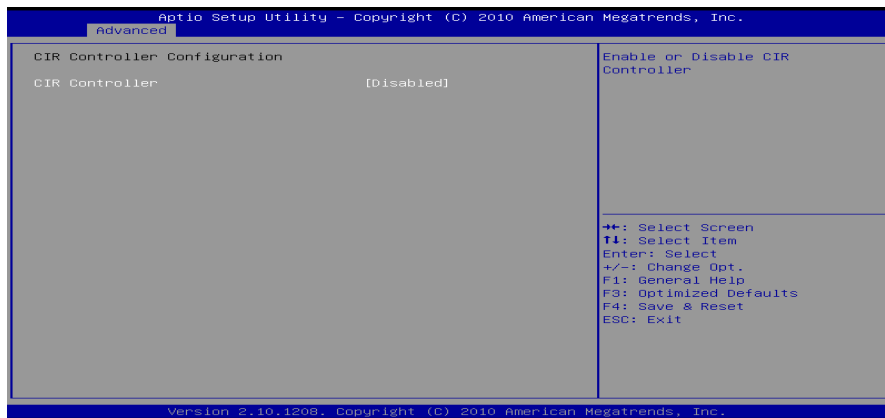 Aptio Setup Utility – Copyright (C) 2010 American Megatrends, Inc.
Advanced
CIR Controller Configuration
CIR Controller [Disabled]
Enable or Disable CIR
Controller
→←: Select Screen
↑↓: Select Item
Enter: Select
+/-: Change Opt.
F1: General Help
F3: Optimized Defaults
F4: Save & Reset
ESC: Exit
Version 2.10.1208. Copyright (C) 2010 American Megatrends, Inc.